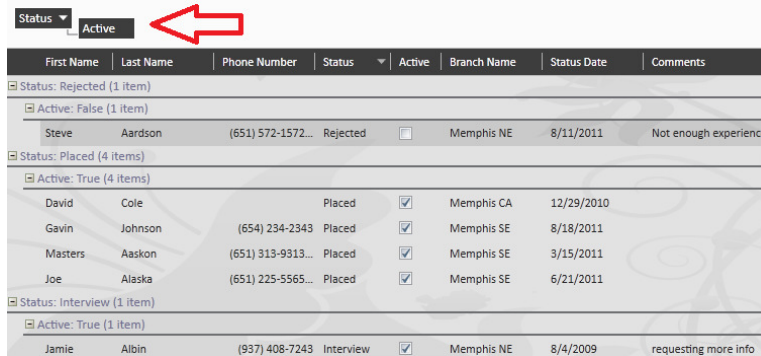 Status
Active
First Name Last Name Phone Number Status Active Branch Name Status Date Comments
Status: Rejected (1 item)
Active: False (1 item)
Steve Aardson (651) 572-1572... Rejected Memphis NE 8/11/2011 Not enough experienc
Status: Placed (4 items)
Active: True (4 items)
David Cole Placed Memphis CA 12/29/2010
Gavin Johnson (654) 234-2343 Placed Memphis SE 8/18/2011
Masters Aaskon (651) 313-9313... Placed Memphis SE 3/15/2011
Joe Alaska (651) 225-5565... Placed Memphis SE 6/21/2011
Status: Interview (1 item)
Active: True (1 item)
Jamie Albin (937) 408-7243 Interview Memphis NE 8/4/2009 requesting more info